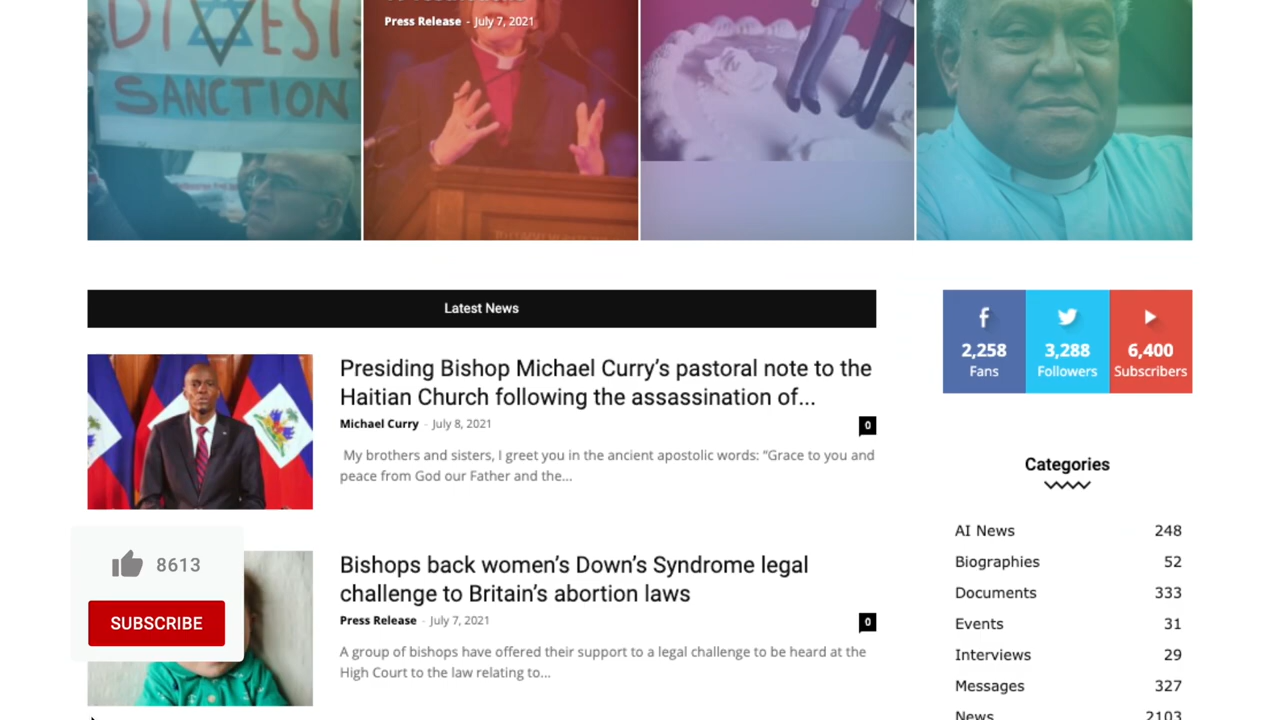 DIVEST
SANCTION
Press Release - July 7, 2021
Latest News
Presiding Bishop Michael Curry’s pastoral note to the
Haitian Church following the assassination of...
Michael Curry - July 8, 2021
0
My brothers and sisters, I greet you in the ancient apostolic words: “Grace to you and
peace from God our Father and the...
8613
SUBSCRIBE
Bishops back women’s Down’s Syndrome legal
challenge to Britain’s abortion laws
Press Release - July 7, 2021
0
A group of bishops have offered their support to a legal challenge to be heard at the
High Court to the law relating to...
2,258
Fans
3,288
Followers
6,400
Subscribers
Categories
AI News 248
Biographies 52
Documents 333
Events 31
Interviews 29
Messages 327
News 2103